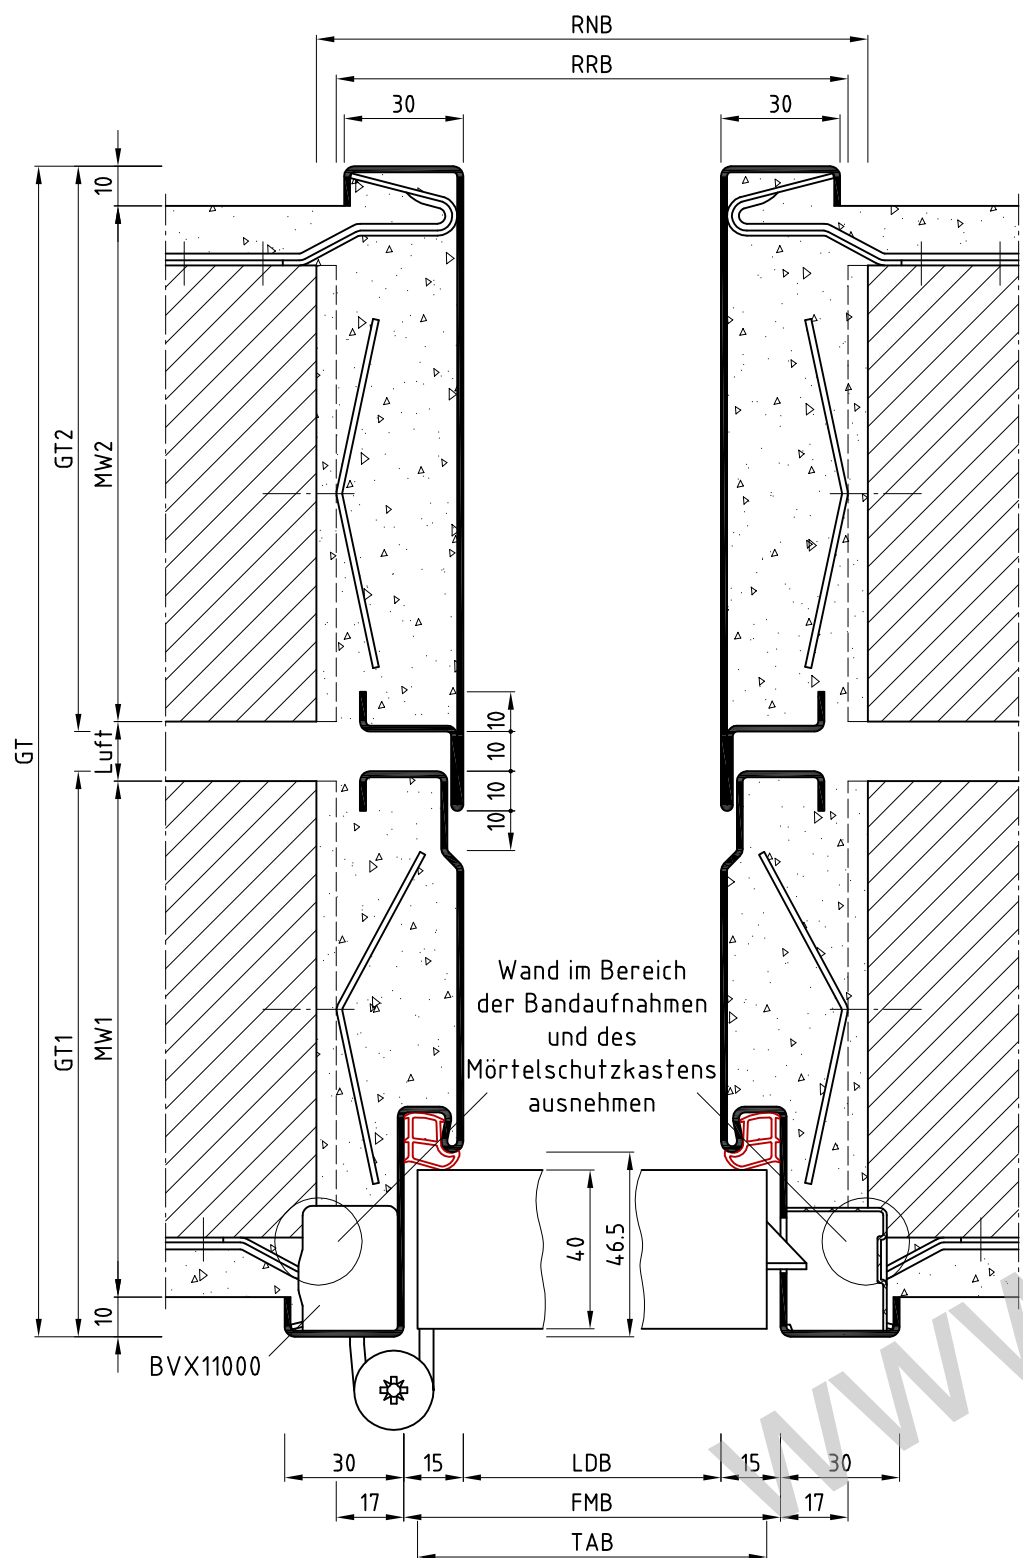 RNB
RRB
30
30
10
GT2
MW2
GT
Luft
10
10
10
10
GT1
MW1
Wand im Bereich
der Bandaufnahmen
und des
Mörtelschutzkastens
ausnehmen
40
46.5
10
BVX11000
30
15
LDB
15
30
17
FMB
17
TAB